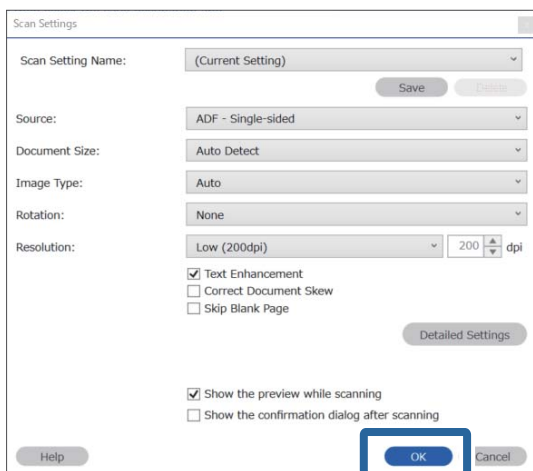 Scan Settings
Scan Setting Name: (Current Setting)
Save Delete
Source: ADF - Single-sided
Document Size: Auto Detect
Image Type: Auto
Rotation: None
Resolution: Low (200dpi) 200 dpi
Text Enhancement
Correct Document Skew
Skip Blank Page
Detailed Settings
Show the preview while scanning
Show the confirmation dialog after scanning
Help OK Cancel